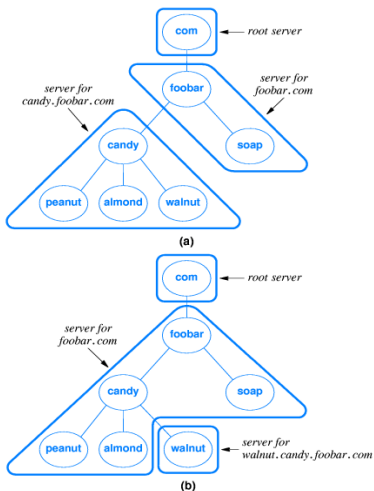 com
root server
foobar
server for
foobar.com
server for
candy.foobar.com
candy
soap
peanut
almond
walnut
(a)
com
root server
server for
foobar.com
foobar
candy
soap
peanut
almond
walnut
server for
walnut.candy.foobar.com
(b)